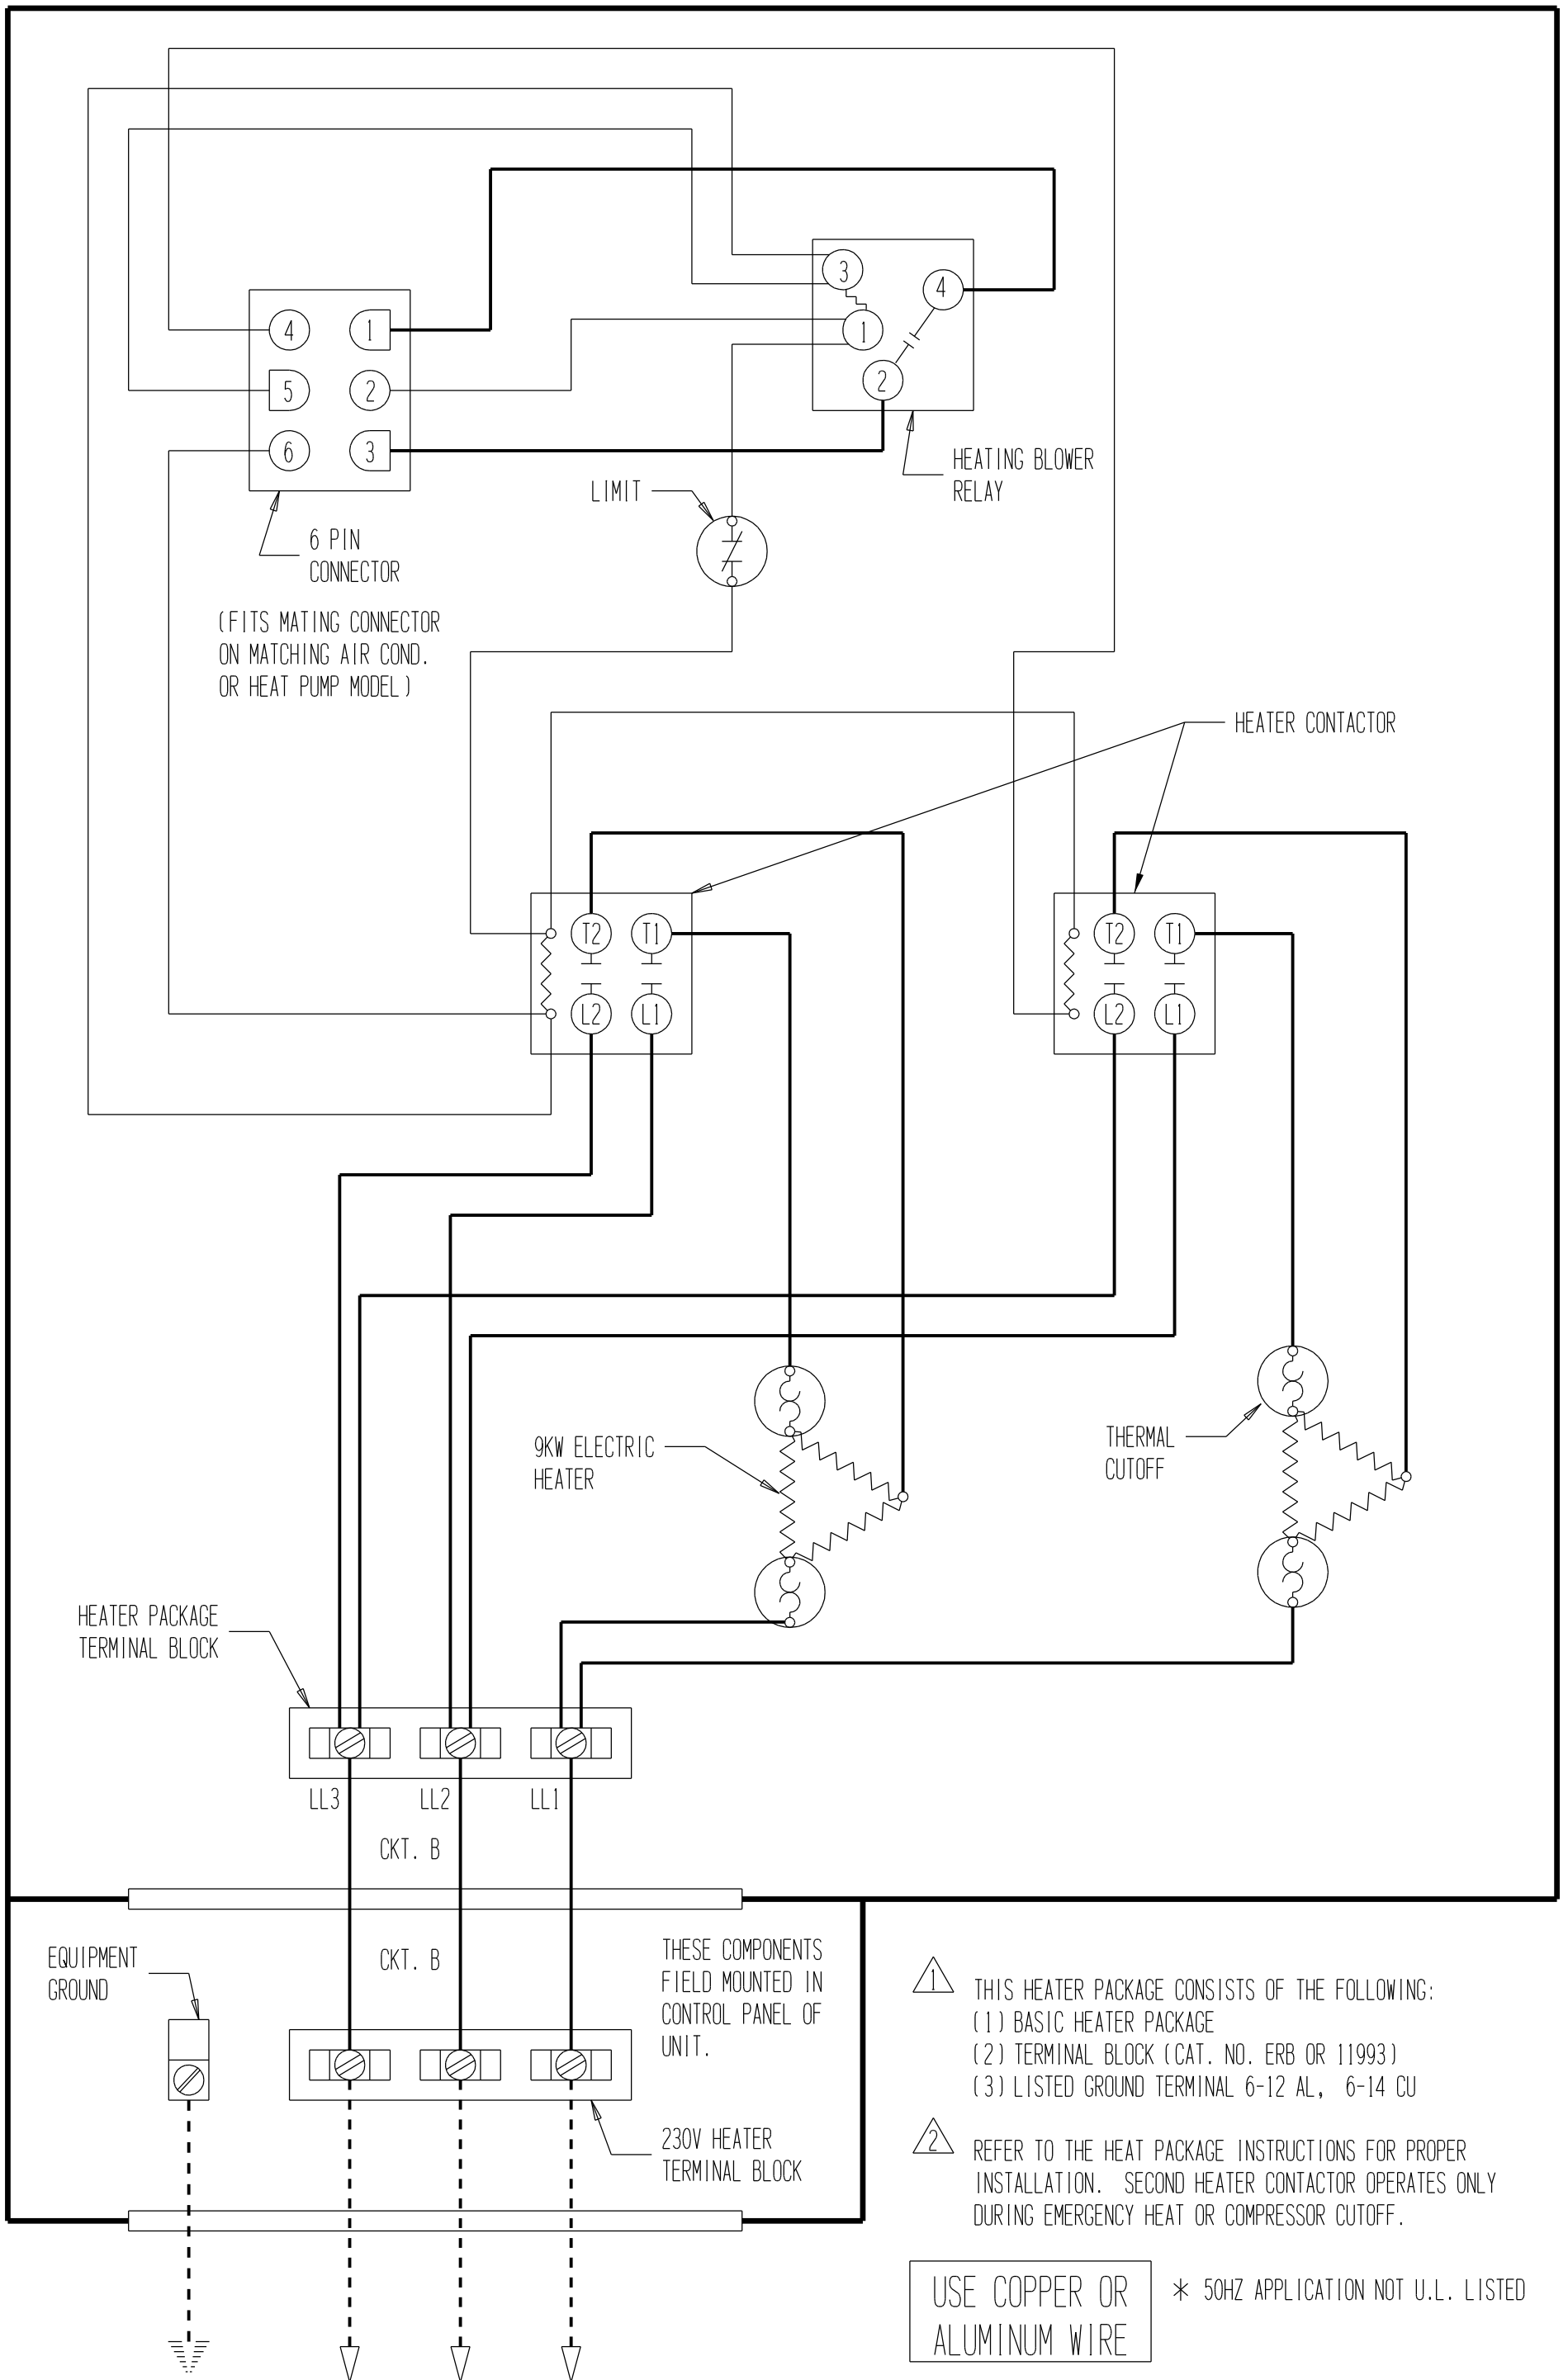 3
4
4
1
1
5
2
2
6
3
HEATING BLOWER
RELAY
LIMIT
6 PIN
CONNECTOR
(FITS MATING CONNECTOR
ON MATCHING AIR COND.
OR HEAT PUMP MODEL)
HEATER CONTACTOR
T2
T1
T2
T1
L2
L1
L2
L1
9KW ELECTRIC
HEATER
THERMAL
CUTOFF
HEATER PACKAGE
TERMINAL BLOCK
LL3
LL2
LL1
CKT. B
EQUIPMENT
GROUND
CKT. B
THESE COMPONENTS
FIELD MOUNTED IN
CONTROL PANEL OF
UNIT.
230V HEATER
TERMINAL BLOCK
1
THIS HEATER PACKAGE CONSISTS OF THE FOLLOWING:
(1) BASIC HEATER PACKAGE
(2) TERMINAL BLOCK (CAT. NO. ERB OR 11993)
(3) LISTED GROUND TERMINAL 6-12 AL, 6-14 CU
2
REFER TO THE HEAT PACKAGE INSTRUCTIONS FOR PROPER
INSTALLATION. SECOND HEATER CONTACTOR OPERATES ONLY
DURING EMERGENCY HEAT OR COMPRESSOR CUTOFF.
USE COPPER OR
ALUMINUM WIRE
* 50HZ APPLICATION NOT U.L. LISTED